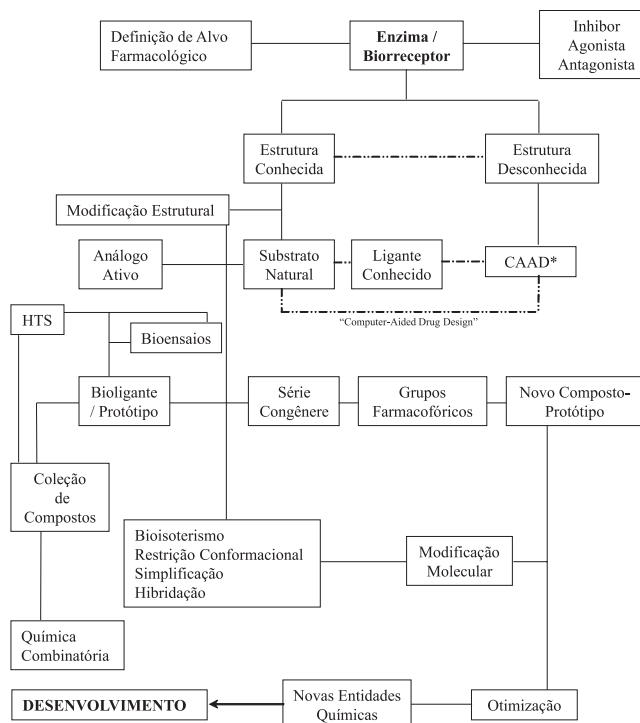 Definição de Alvo
Farmacológico
Enzima /
Biorreceptor
Inhibor
Agonista
Antagonista
Estrutura
Conhecida
Estrutura
Desconhecida
Modificação Estrutural
Análogo
Ativo
Substrato
Natural
Ligante
Conhecido
CAAD*
"Computer-Aided Drug Design"
HTS
Bioensaios
Bioligante
/ Protótipo
Série
Congênere
Grupos
Farmacofóricos
Novo Composto-
Protótipo
Coleção
de
Compostos
Bioisoterismo
Restrição Conformacional
Simplificação
Hibridação
Modificação
Molecular
Química
Combinatória
DESENVOLVIMENTO
Novas Entidades
Químicas
Otimização